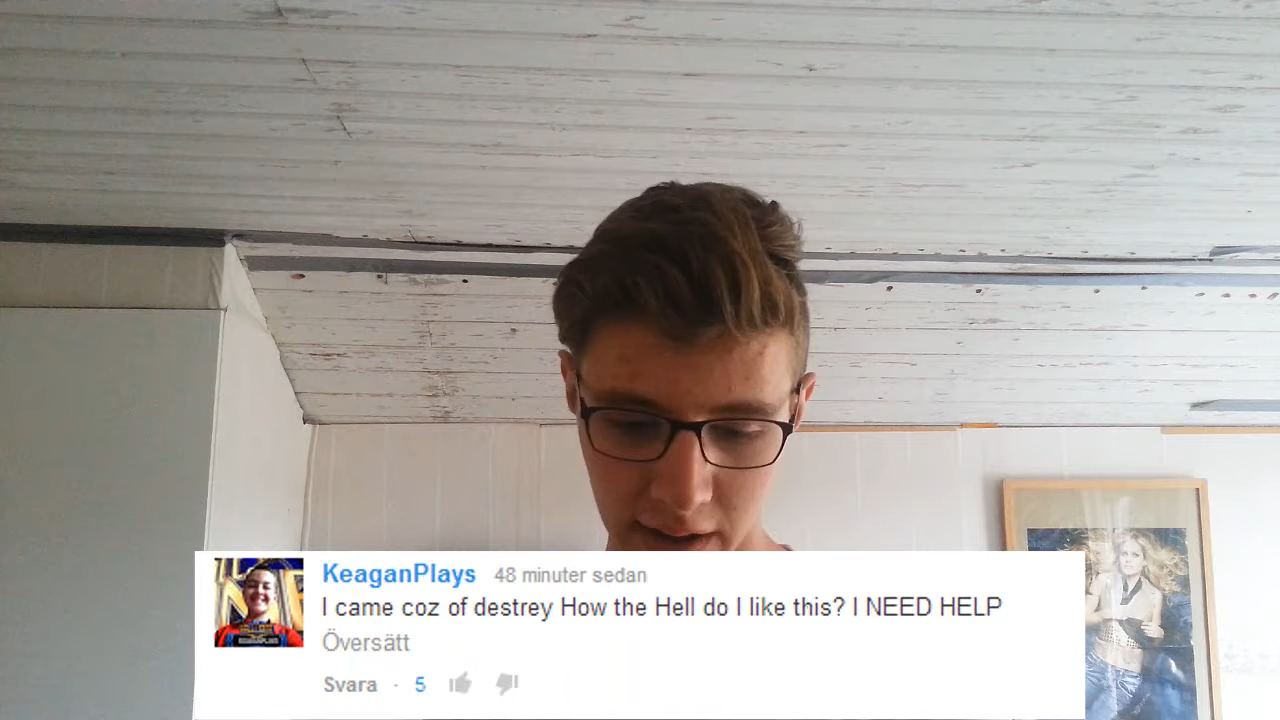 KeaganPlays 48 minuter sedan
I came coz of destrey How the Hell do I like this? I NEED HELP
Översätt
Svara · 5